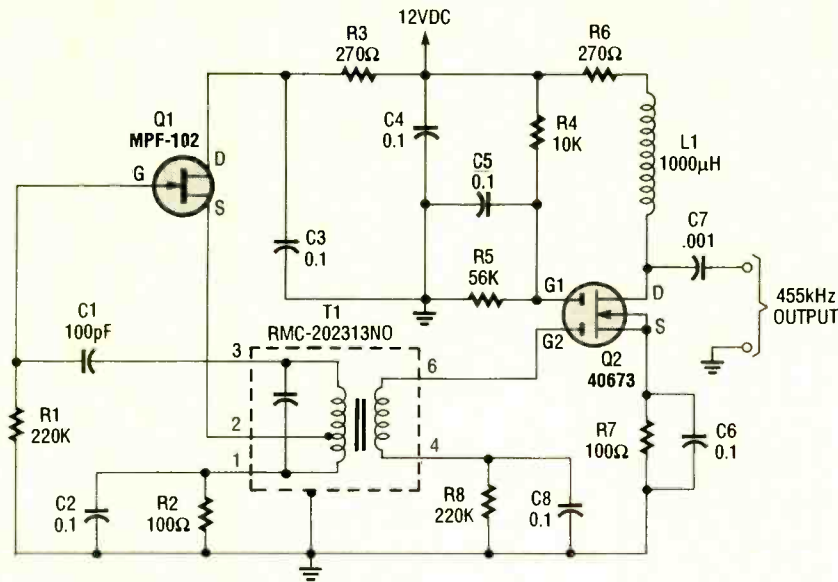 12VDC
R3
270Ω
R6
270Ω
Q1
MPF-102
D
G
S
C4
0.1
R4
10K
L1
1000µH
C5
0.1
C3
0.1
R5
56K
C7
.001
G1
D
G2
S
455kHz
OUTPUT
Q2
40673
C1
100pF
T1
RMC-202313NO
3
6
2
1
4
R1
220K
C2
0.1
R2
100Ω
R8
220K
C8
0.1
R7
100Ω
C6
0.1